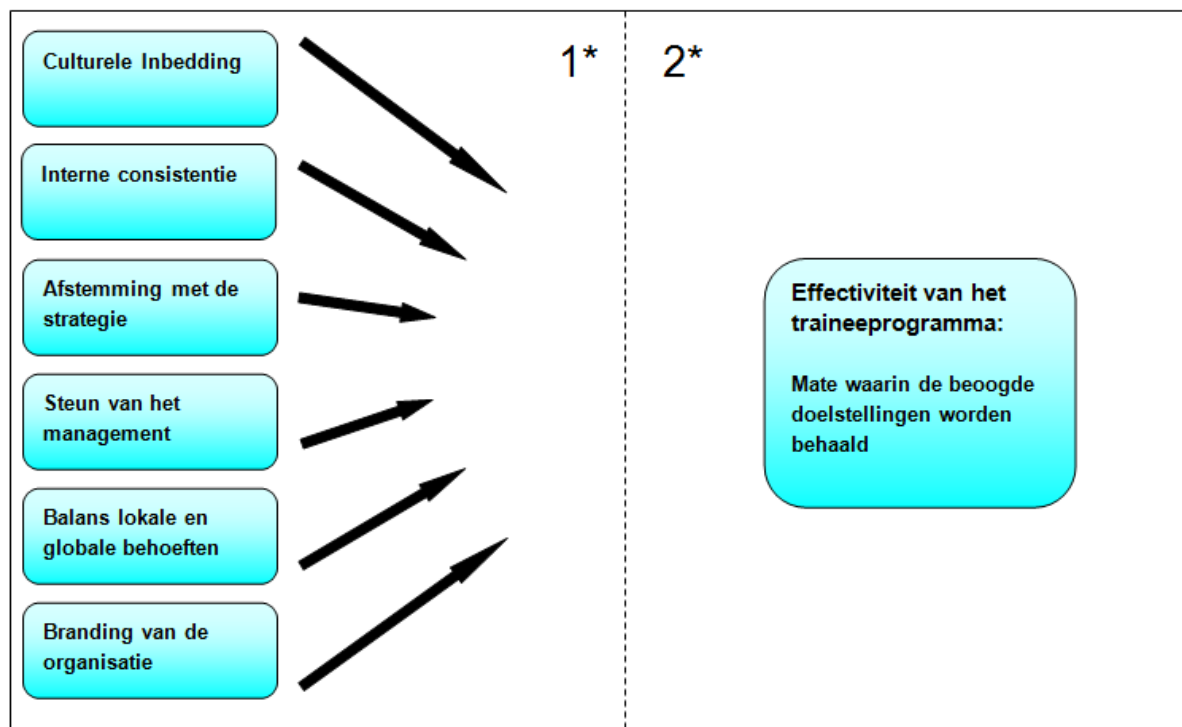 Culturele Inbedding
Interne consistentie
Afstemming met de
strategie
Steun van het
management
Balans lokale en
globale behoeften
Branding van de
organisatie
1*
2*
Effectiviteit van het
traineeprogramma:
Mate waarin de beoogde
doelstellingen worden
behaald